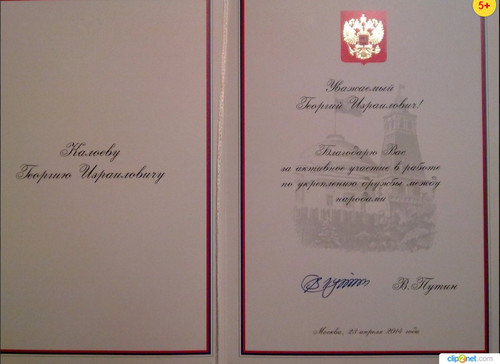 Калоеву
Георгию Израиловичу
Уважаемый
Георгий Израилович!
Благодарю Вас
за активное участие в работе
по укреплению дружбы между
народами
В.Путин
Москва, 23 апреля 2014 года
5+
clip2net.com